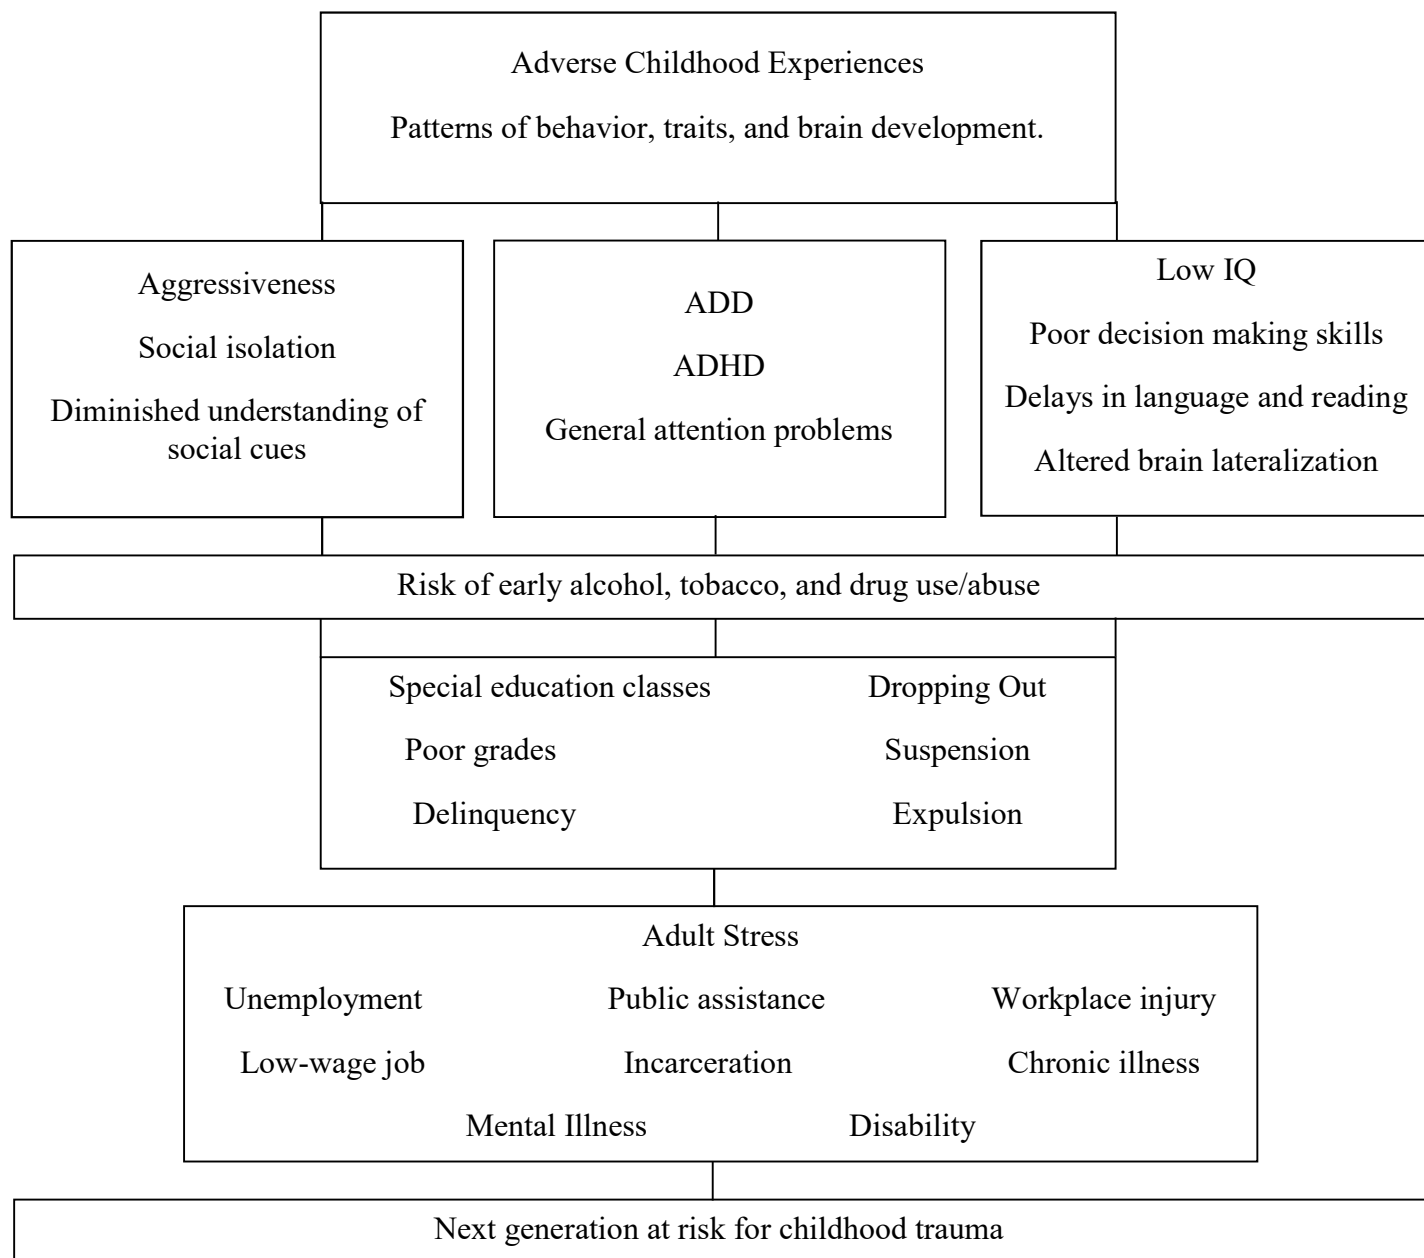 Adverse Childhood Experiences
Patterns of behavior, traits, and brain development.
Aggressiveness
Social isolation
Diminished understanding of
social cues
ADD
ADHD
General attention problems
Low IQ
Poor decision making skills
Delays in language and reading
Altered brain lateralization
Risk of early alcohol, tobacco, and drug use/abuse
Special education classes Dropping Out
Poor grades Suspension
Delinquency Expulsion
Adult Stress
Unemployment Public assistance Workplace injury
Low-wage job Incarceration Chronic illness
Mental Illness Disability
Next generation at risk for childhood trauma